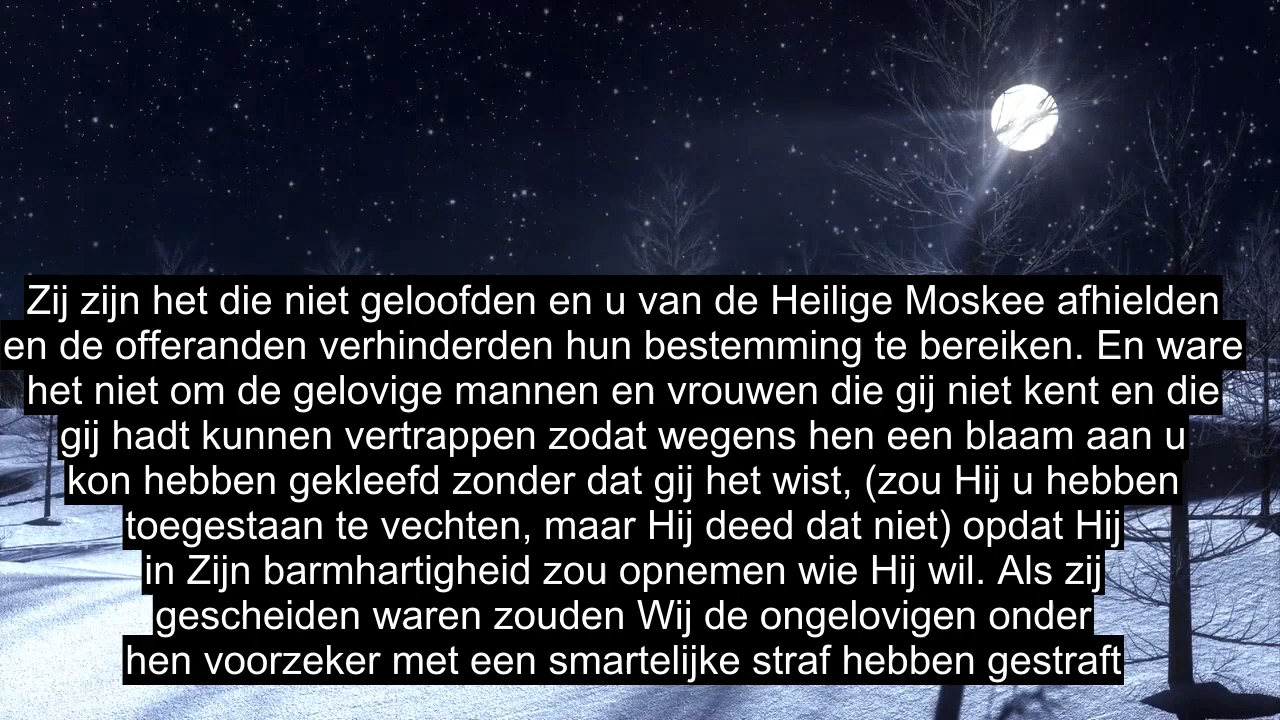 Zij zijn het die niet geloofden en u van de Heilige Moskee afhielden
en de offeranden verhinderden hun bestemming te bereiken. En ware
het niet om de gelovige mannen en vrouwen die gij niet kent en die
gij hadt kunnen vertrappen zodat wegens hen een blaam aan u
kon hebben gekleefd zonder dat gij het wist, (zou Hij u hebben
toegestaan te vechten, maar Hij deed dat niet) opdat Hij
in Zijn barmhartigheid zou opnemen wie Hij wil. Als zij
gescheiden waren zouden Wij de ongelovigen onder
hen voorzeker met een smartelijke straf hebben gestraft